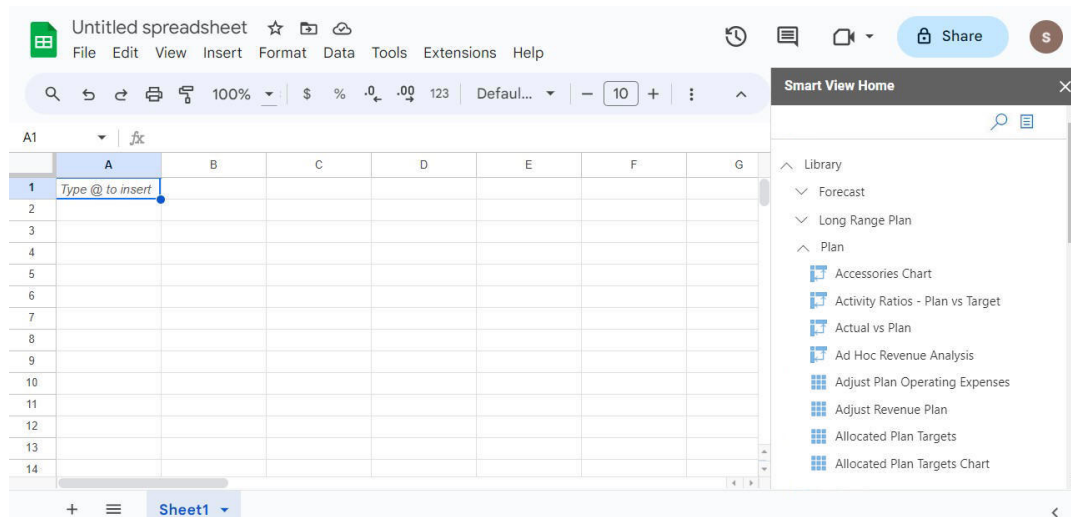 Untitled spreadsheet
File Edit View Insert Format Data Tools Extensions Help
Share
S
100% $ % .0 .00 123 Defaul... − 10 +
A1 fx
A B C D E F G
1 Type @ to insert
2
3
4
5
6
7
8
9
10
11
12
13
14
+ Sheet1
Smart View Home
Library
Forecast
Long Range Plan
Plan
Accessories Chart
Activity Ratios - Plan vs Target
Actual vs Plan
Ad Hoc Revenue Analysis
Adjust Plan Operating Expenses
Adjust Revenue Plan
Allocated Plan Targets
Allocated Plan Targets Chart